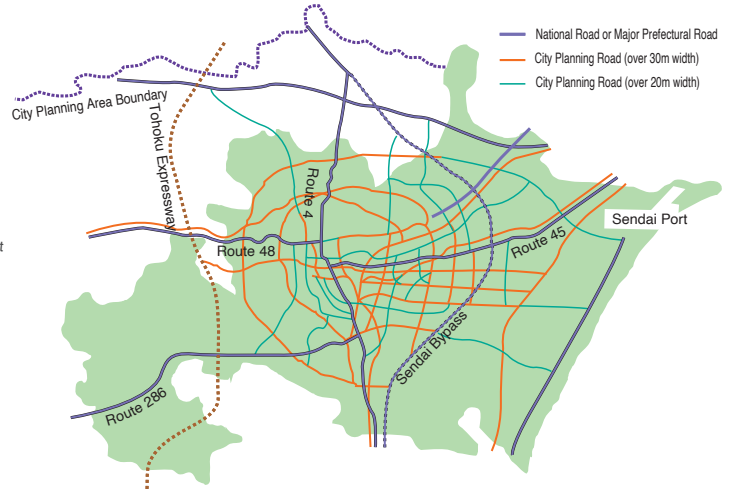 National Road or Major Prefectural Road
City Planning Road (over 30m width)
City Planning Road (over 20m width)
City Planning Area Boundary
Tohoku Expressway
Route 4
Sendai Port
t
Route 48
Route 45
Sendai Bypass
Route 286